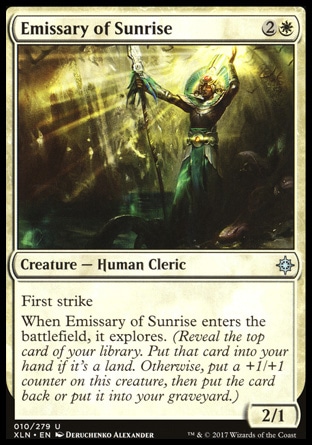 Emissary of Sunrise 2
Creature — Human Cleric
First strike
When Emissary of Sunrise enters the
battlefield, it explores. (Reveal the top
card of your library. Put that card into your
hand if it's a land. Otherwise, put a +1/+1
counter on this creature, then put the card
back or put it into your graveyard.)
2/1
010/279 U
XLN • EN DERUCHENKO ALEXANDER
™ & © 2017 Wizards of the Coast